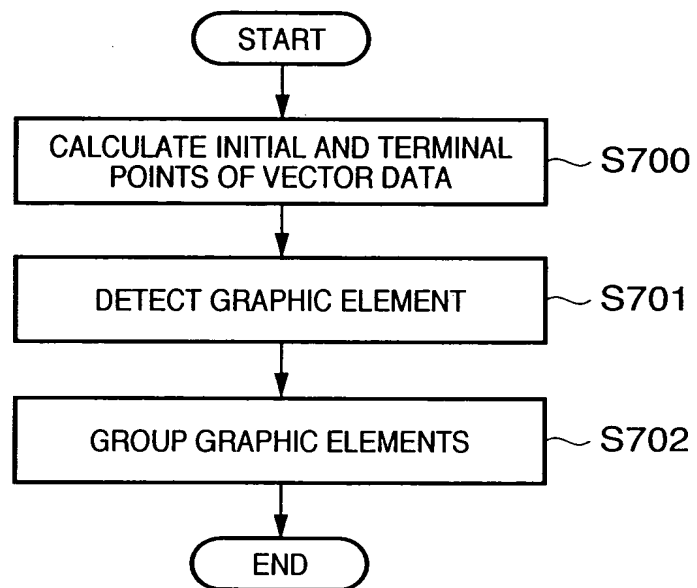 START
CALCULATE INITIAL AND TERMINAL
POINTS OF VECTOR DATA
S700
DETECT GRAPHIC ELEMENT
S701
GROUP GRAPHIC ELEMENTS
S702
END